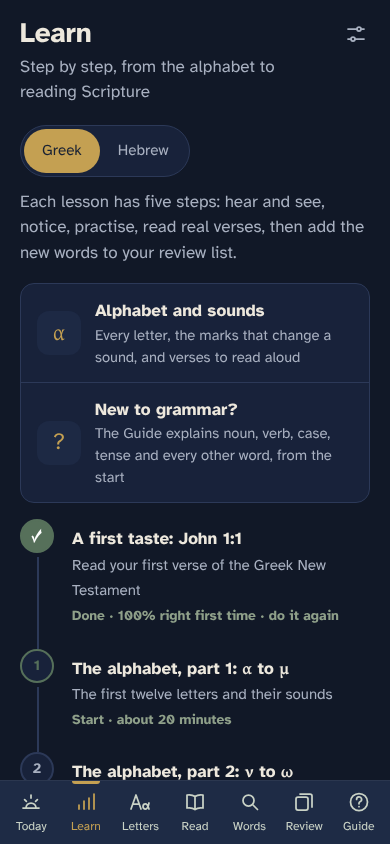 Learn
Step by step, from the alphabet to
reading Scripture
Greek
Hebrew
Each lesson has five steps: hear and see,
notice, practise, read real verses, then add the
new words to your review list.
α
Alphabet and sounds
Every letter, the marks that change a
sound, and verses to read aloud
?
New to grammar?
The Guide explains noun, verb, case,
tense and every other word, from the
start
A first taste: John 1:1
Read your first verse of the Greek New
Testament
Done · 100% right first time · do it again
1
The alphabet, part 1: α to μ
The first twelve letters and their sounds
Start · about 20 minutes
2
The alphabet, part 2: ν to ω
Aα
?
Today
Learn
Letters
Read
Words
Review
Guide